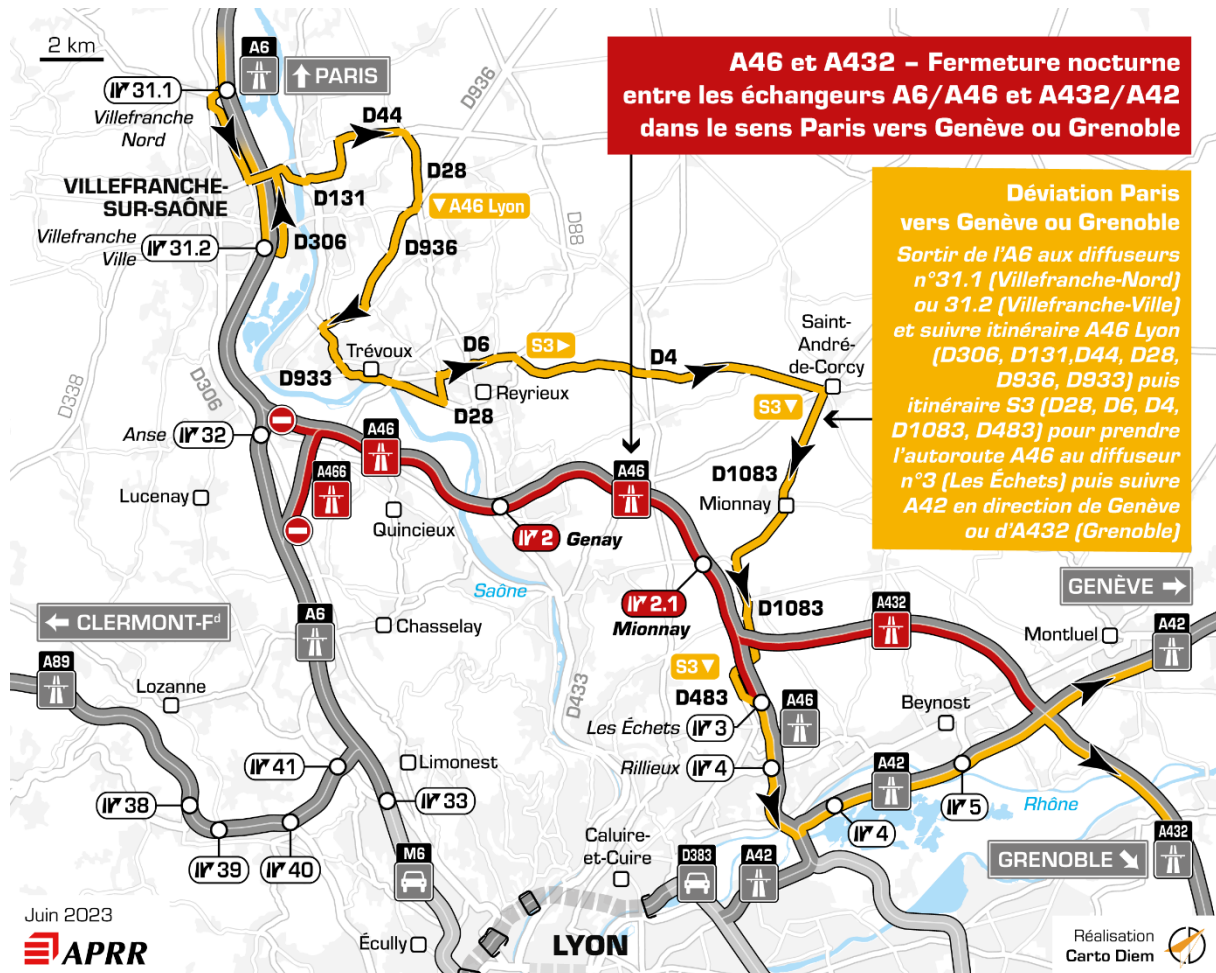 2 km
A6
PARIS
31.1
Villefranche
Nord
D936
A46 et A432 – Fermeture nocturne
entre les échangeurs A6/A46 et A432/A42
dans le sens Paris vers Genève ou Grenoble
D44
D28
D131
VILLEFRANCHE-
SUR-SAÔNE
▼A46 Lyon
D88
Villefranche
Ville
31.2
D306
D936
Déviation Paris
vers Genève ou Grenoble
Sortir de l'A6 aux diffuseurs
n°31.1 (Villefranche-Nord)
ou 31.2 (Villefranche-Ville)
et suivre itinéraire A46 Lyon
(D306, D131,D44, D28,
D936, D933) puis
itinéraire S3 (D28, D6, D4,
D1083, D483) pour prendre
l'autoroute A46 au diffuseur
n°3 (Les Échets) puis suivre
A42 en direction de Genève
ou d'A432 (Grenoble)
Saint-
André-
de-Corcy
Trévoux
D6
S3►
D4
D933
D28
Reyrieux
S3▼
D338
D306
Anse
32
A46
A466
A46
D1083
Lucenay
Quincieux
Mionnay
2
Genay
Saône
2.1
Mionnay
D1083
A432
GENÈVE
CLERMONT-Fd
A6
Chasselay
Montluel
A42
A89
Lozanne
S3▼
D483
D433
A46
Beynost
Les Échets
3
Rillieux
4
41
Limonest
A42
38
33
4
5
Rhône
39
40
M6
Caluire-
et-Cuire
D383
A42
GRENOBLE
A432
Juin 2023
APRR
Écully
LYON
Réalisation
Carto Diem